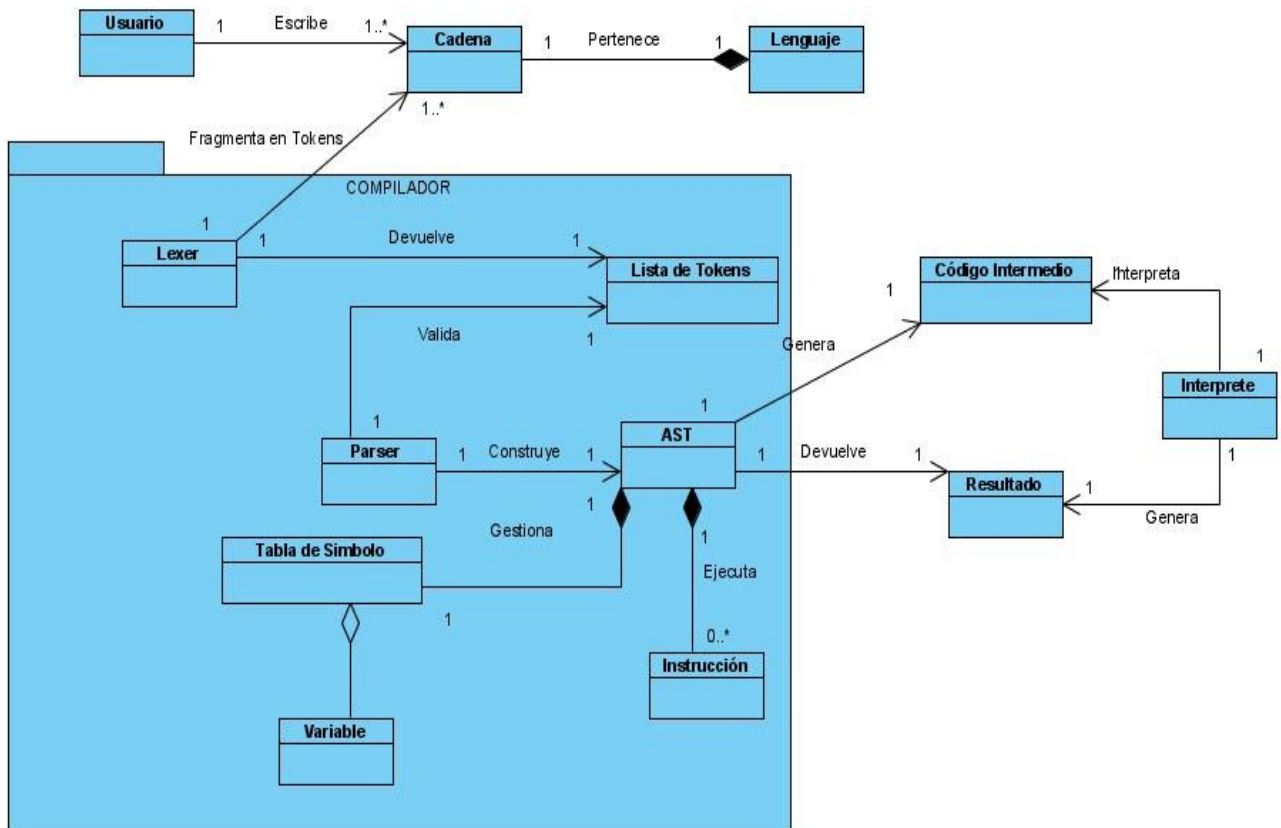 Usuario
1
Escribe
1..*
Cadena
1
Pertenece
1
Lenguaje
1..*
Fragmenta en Tokens
COMPILADOR
1
Lexer
1
Devuelve
1
Lista de Tokens
Código Intermedio
1
Interpreta
Valida
1
Genera
1
Interprete
1
1
AST
Parser
1
Construye
1
1
Devuelve
1
Resultado
1
1
Genera
1
Gestiona
1
Tabla de Simbolo
Ejecuta
1
0..*
Instrucción
Variable